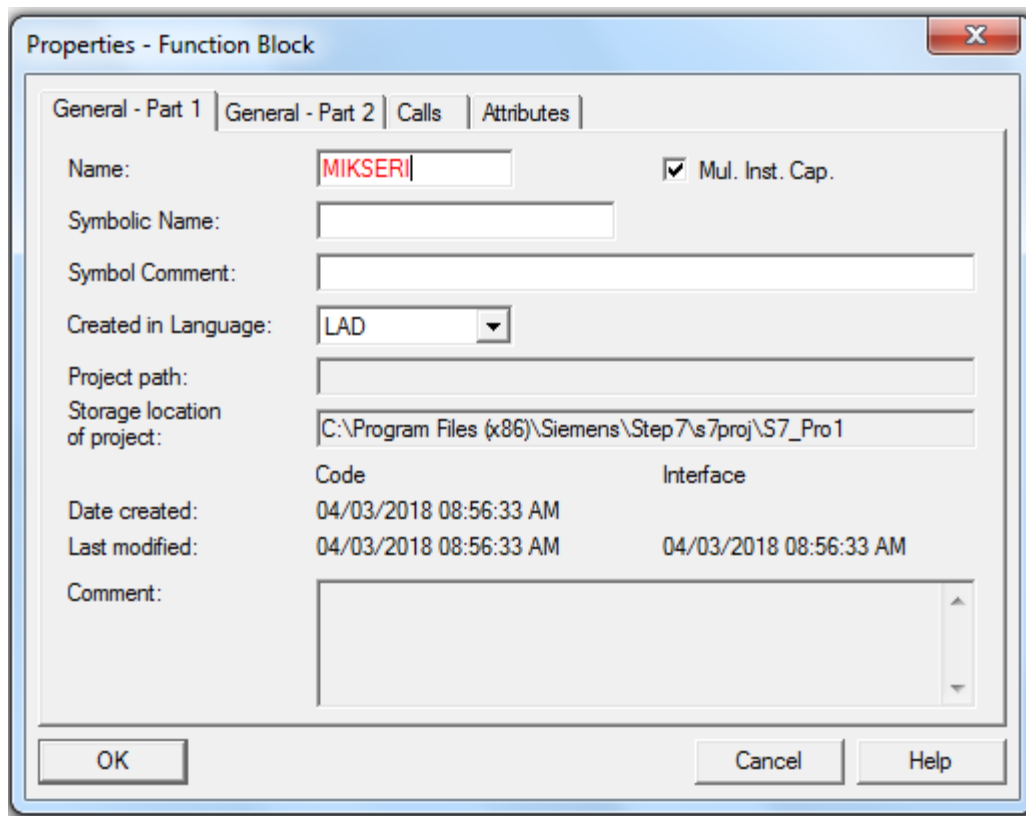 Properties - Function Block
General - Part 1 General - Part 2 Calls Attributes
Name: MIKSERI Mul. Inst. Cap.
Symbolic Name:
Symbol Comment:
Created in Language: LAD
Project path:
Storage location
of project: C:\Program Files (x86)\Siemens\Step7\s7proj\S7_Pro1
Code Interface
Date created: 04/03/2018 08:56:33 AM
Last modified: 04/03/2018 08:56:33 AM 04/03/2018 08:56:33 AM
Comment:
OK Cancel Help